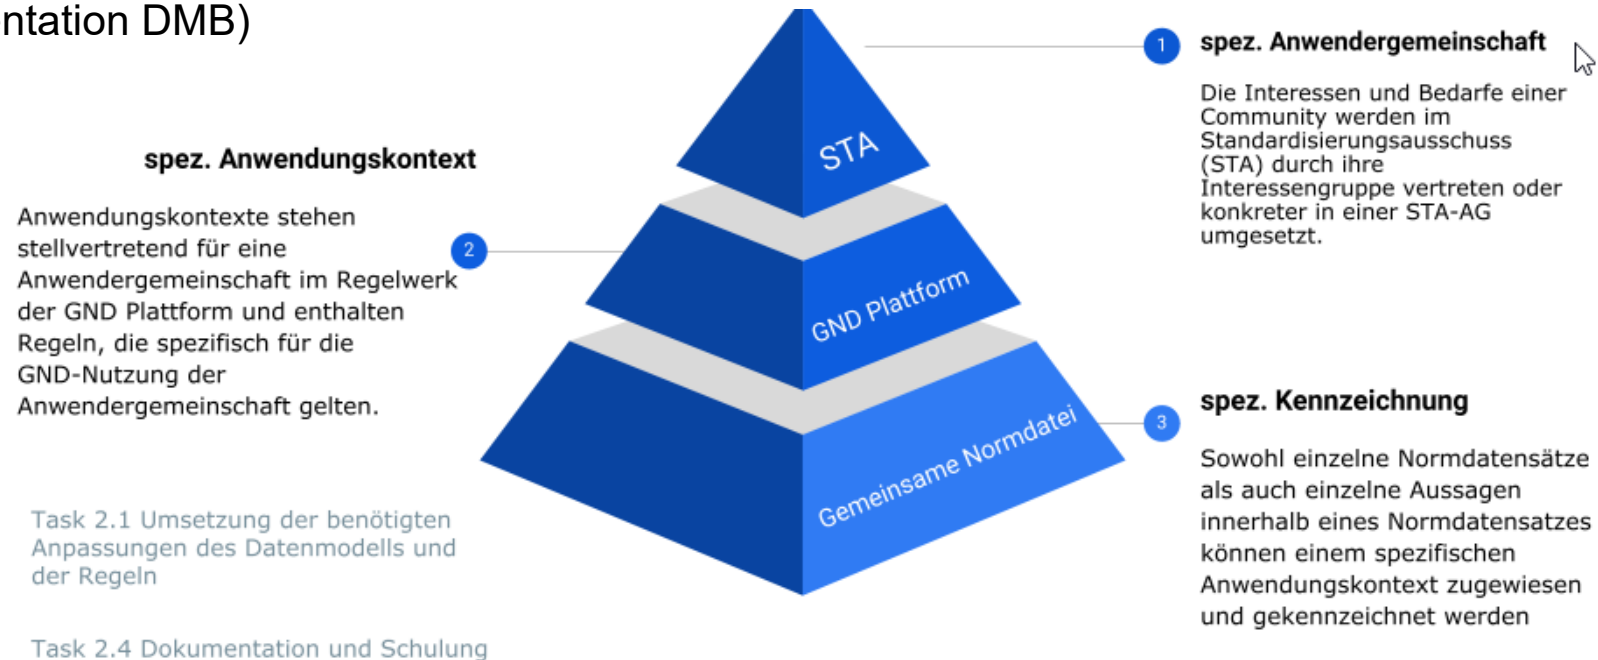 ntation DMB)
1
spez. Anwendergemeinschaft
Die Interessen und Bedarfe einer
Community werden im
Standardisierungsausschuss
(STA) durch ihre
Interessengruppe vertreten oder
konkreter in einer STA-AG
umgesetzt.
STA
spez. Anwendungskontext
Anwendungskontexte stehen
stellvertretend für eine
Anwendergemeinschaft im Regelwerk
der GND Plattform und enthalten
Regeln, die spezifisch für die
GND-Nutzung der
Anwendergemeinschaft gelten.
2
GND Plattform
3
spez. Kennzeichnung
Sowohl einzelne Normdatensätze
als auch einzelne Aussagen
innerhalb eines Normdatensatzes
können einem spezifischen
Anwendungskontext zugewiesen
und gekennzeichnet werden
Gemeinsame Normdatei
Task 2.1 Umsetzung der benötigten
Anpassungen des Datenmodells und
der Regeln
Task 2.4 Dokumentation und Schulung